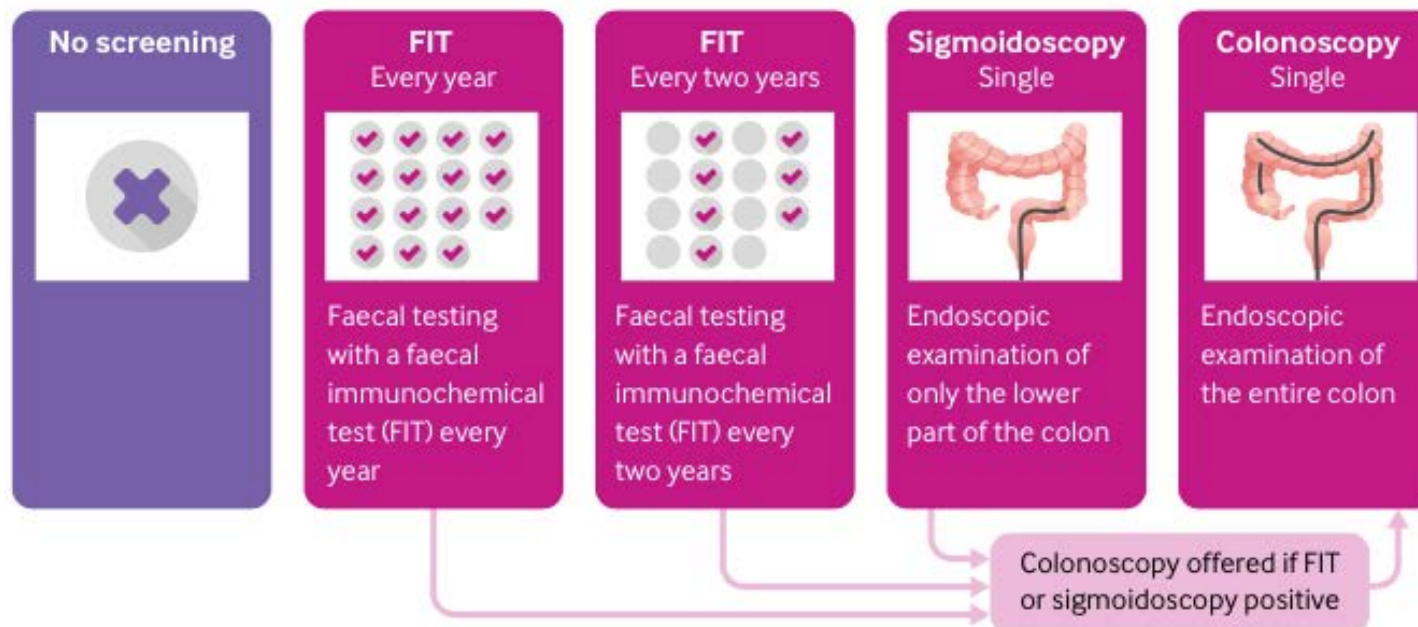 No screening
FIT
Every year
Faecal testing
with a faecal
immunochemical
test (FIT) every
year
FIT
Every two years
Faecal testing
with a faecal
immunochemical
test (FIT) every
two years
Sigmoidoscopy
Single
Endoscopic
examination of
only the lower
part of the colon
Colonoscopy
Single
Endoscopic
examination of
the entire colon
Colonoscopy offered if FIT
or sigmoidoscopy positive